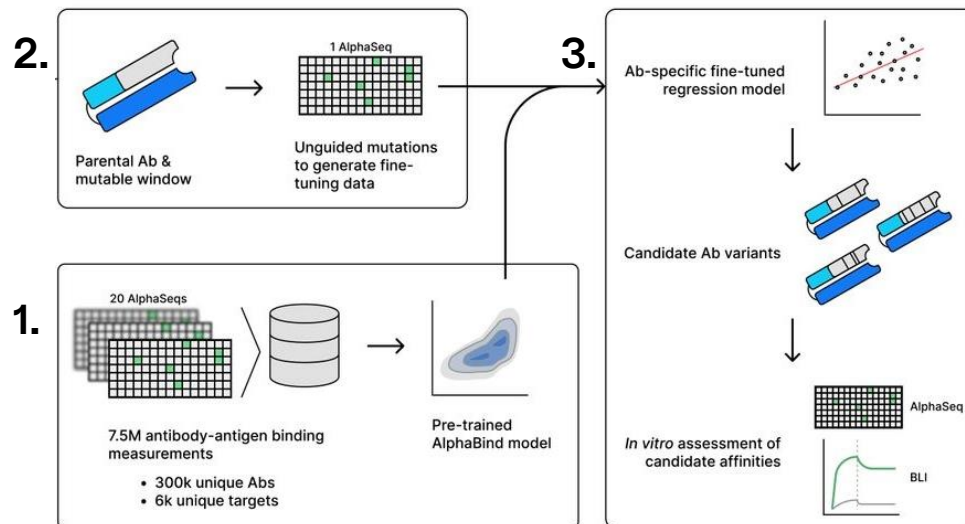 2.
Parental Ab &
mutable window
1 AlphaSeq
Unguided mutations
to generate fine-
tuning data
1.
20 AlphaSeqs
7.5M antibody-antigen binding
measurements
• 300k unique Abs
• 6k unique targets
Pre-trained
AlphaBind model
3.
Ab-specific fine-tuned
regression model
Candidate Ab variants
In vitro assessment of
candidate affinities
AlphaSeq
BLI